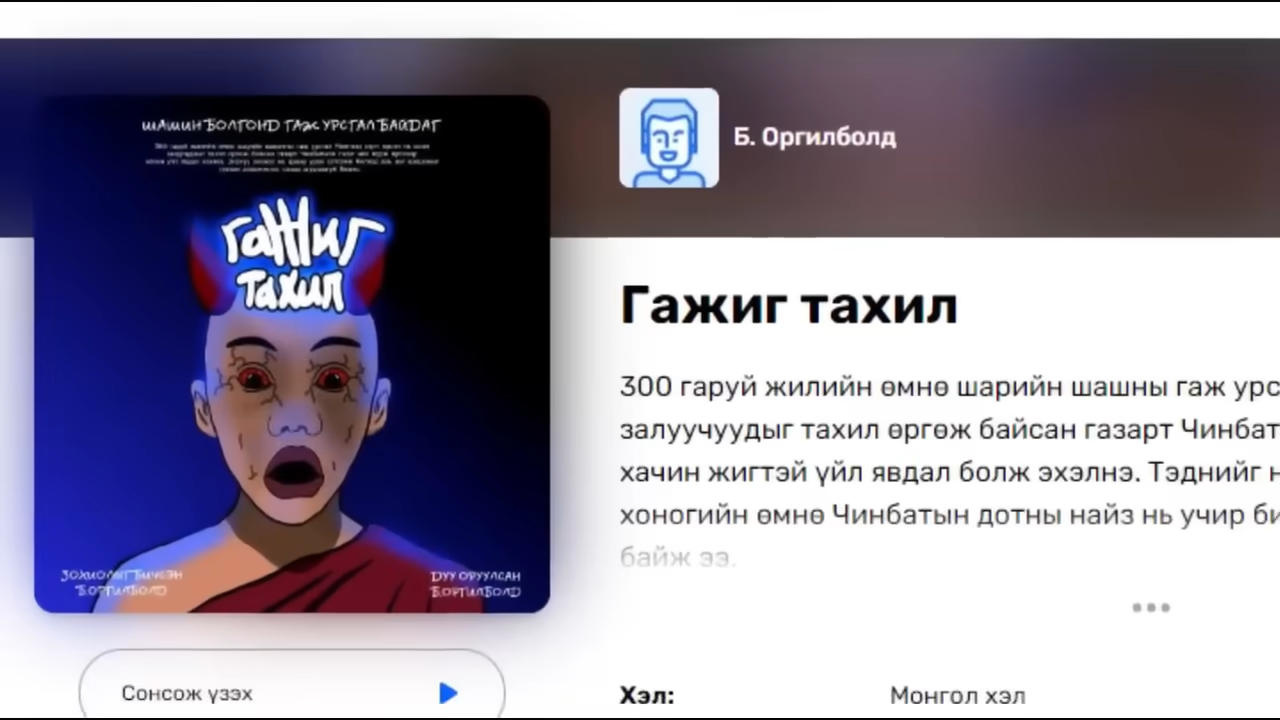 ШАШИН БОЛГОНД ГАЖ УРСГАЛ БАЙДАГ
ГАЖИГ
ТАХИЛ
ЗОХИОЛЫГ БИЧСЭН
Б.ОРГИЛБОЛД
ДУУ ОРУУЛСАН
Б.ОРГИЛБОЛД
Сонсож үзэх
Б. Оргилболд
Гажиг тахил
300 гаруй жилийн өмнө шарийн шашны гаж урс
залуучуудыг тахил өргөж байсан газарт Чинбат
хачин жигтэй үйл явдал болж эхэлнэ. Тэднийг н
хоногийн өмнө Чинбатын дотны найз нь учир би
байж ээ.
Хэл: Монгол хэл